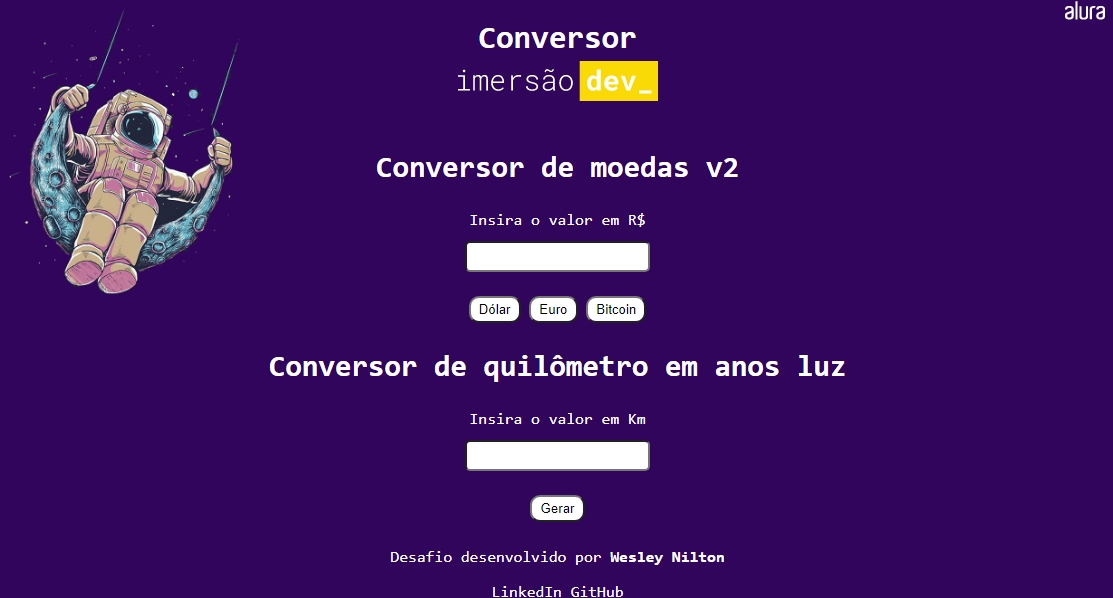 alura
Conversor
imersão dev_
Conversor de moedas v2
Insira o valor em R$
Dólar Euro Bitcoin
Conversor de quilômetro em anos luz
Insira o valor em Km
Gerar
Desafio desenvolvido por Wesley Nilton
LinkedIn GitHub